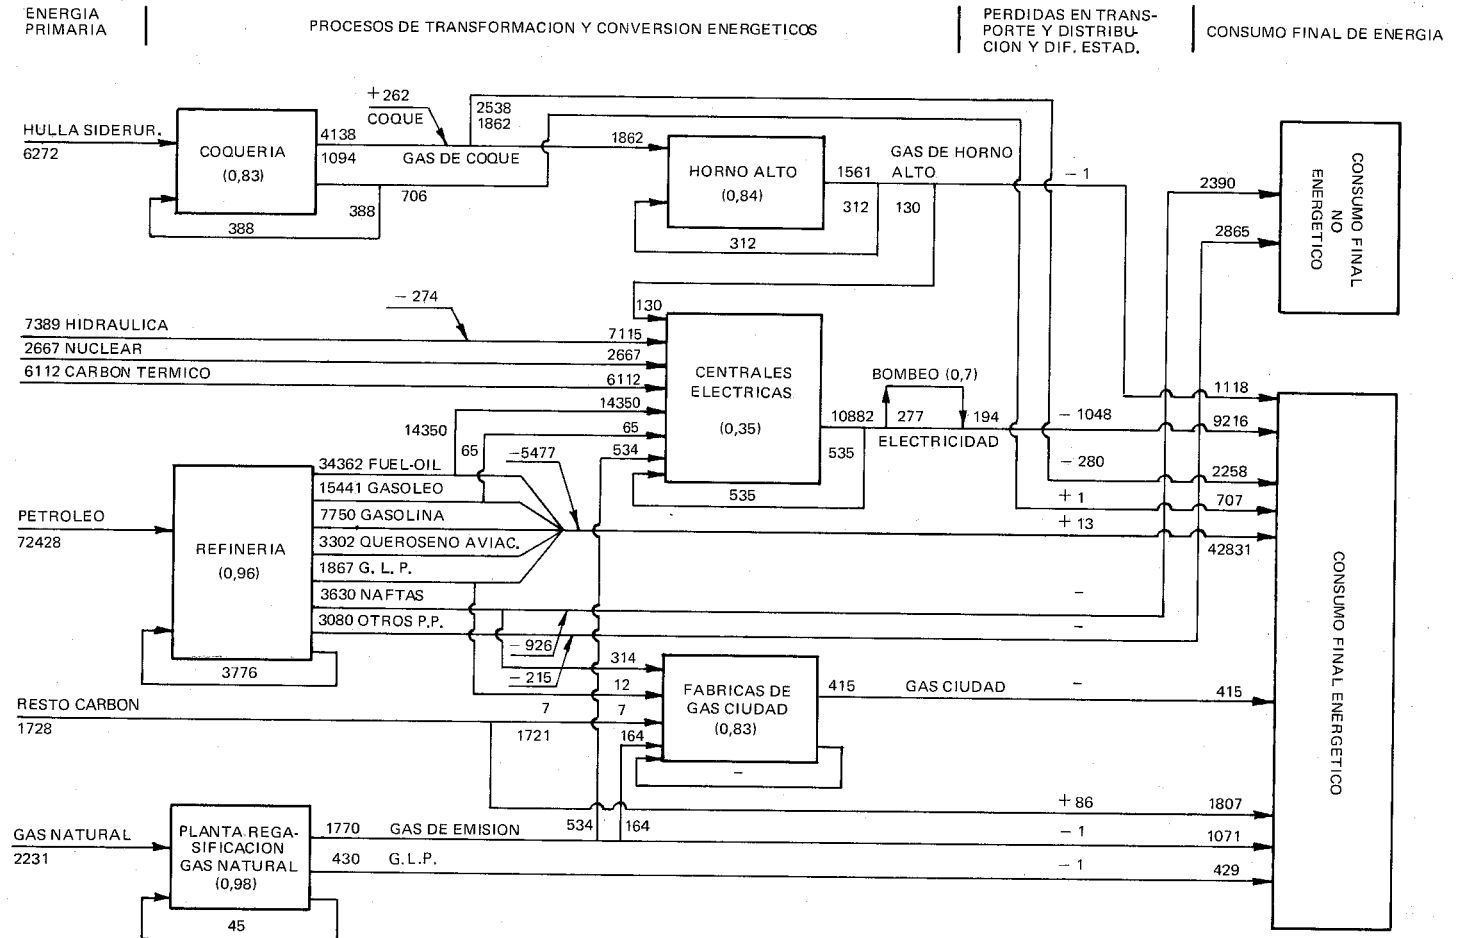 ENERGIA
PRIMARIA
PROCESOS DE TRANSFORMACION Y CONVERSION ENERGETICOS
PERDIDAS EN TRANS-
PORTE Y DISTRIBU-
CION Y DIF. ESTAD.
CONSUMO FINAL DE ENERGIA
HULLA SIDERUR.
6272
COQUERIA
(0,83)
388
388
4138
1094
+ 262
COQUE
GAS DE COQUE
706
2538
1862
1862
HORNO ALTO
(0,84)
312
1561
312
GAS DE HORNO
ALTO
130
- 1
2390
2865
CONSUMO FINAL
NO
ENERGETICO
- 274
7389 HIDRAULICA
2667 NUCLEAR
6112 CARBON TERMICO
130
7115
2667
6112
14350
14350
65
65
534
CENTRALES
ELECTRICAS
(0,35)
535
10882
535
BOMBEO (0,7)
277
194
ELECTRICIDAD
1118
- 1048
9216
- 280
2258
+ 1
707
+ 13
42831
PETROLEO
72428
REFINERIA
(0,96)
3776
34362 FUEL-OIL
15441 GASOLEO
7750 GASOLINA
3302 QUEROSENO AVIAC.
1867 G. L. P.
3630 NAFTAS
3080 OTROS P.P.
-5477
-
-
- 926
- 215
314
12
7
7
164
FABRICAS DE
GAS CIUDAD
(0,83)
-
415
GAS CIUDAD
-
415
RESTO CARBON
1728
1721
+ 86
1807
GAS NATURAL
2231
PLANTA REGA-
SIFICACION
GAS NATURAL
(0,98)
45
1770
GAS DE EMISION
430
G.L.P.
534
164
- 1
1071
- 1
429
CONSUMO FINAL ENERGETICO